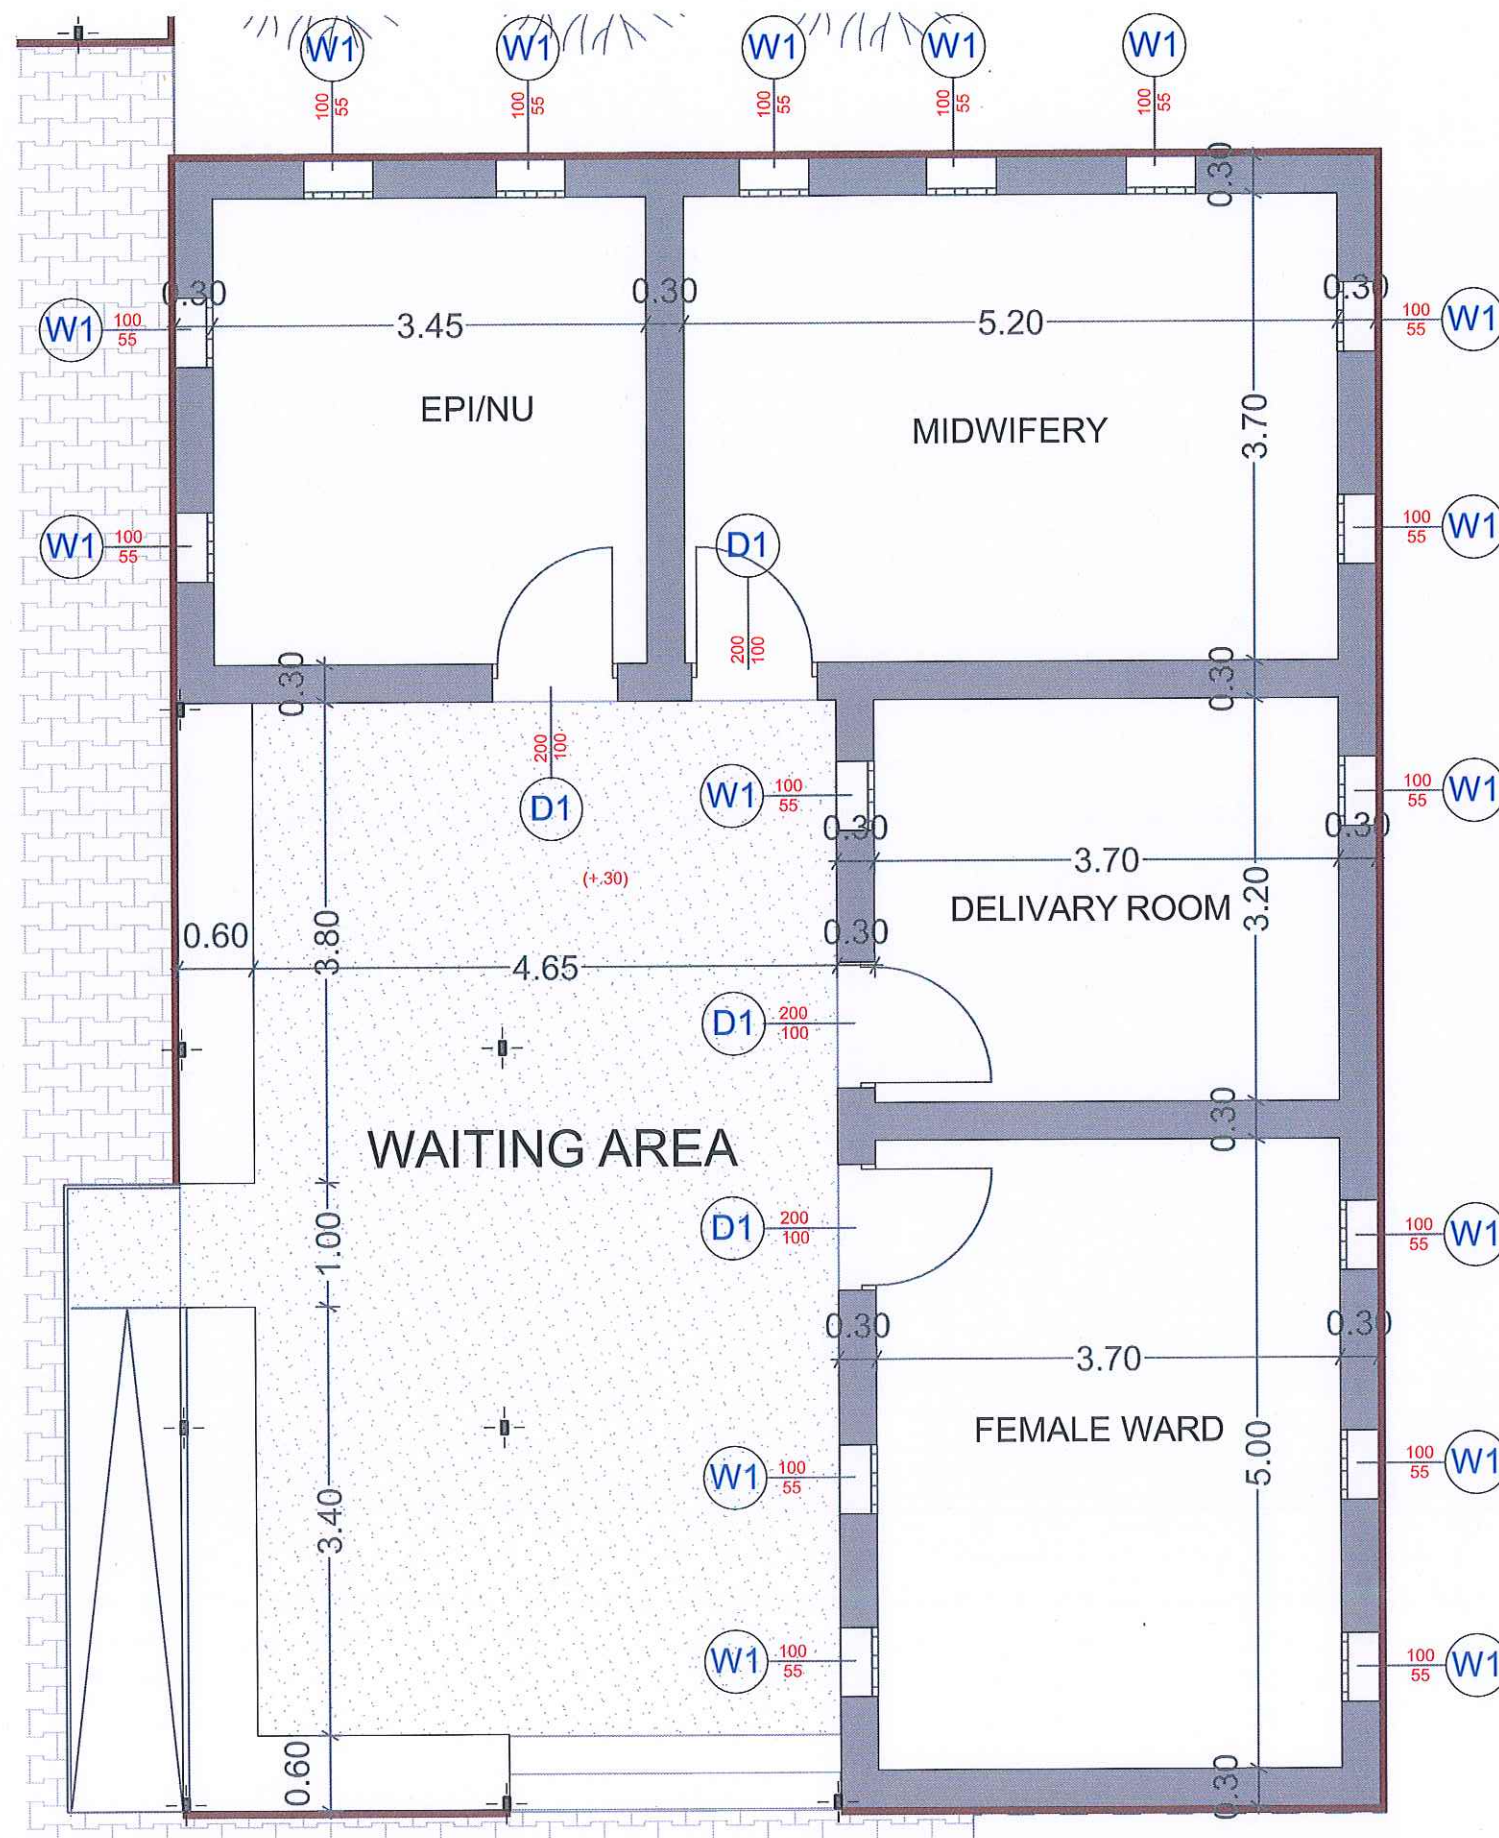 W1 W1 W1 W1 W1
100 100 100 100 100
55 55 55 55 55
0.30
0.30 0.30 0.30
W1 100 3.45 5.20 100 W1
55 55
EPI/NU
MIDWIFERY
3.70
W1 100 D1 100 W1
55 55
200
100
0.30 0.30
200
100
D1 W1 100 100 W1
55 55
0.30 0.30
(+.30)
3.70
3.20
DELIVARY ROOM
0.60 3.80 0.30
4.65
D1 200
100
0.30
WAITING AREA
1.00
D1 200 100 W1
100 55
0.30 0.30
3.70
FEMALE WARD
5.00
W1 100 100 W1
55 55
3.40
W1 100 100 W1
55 55
0.60 0.30